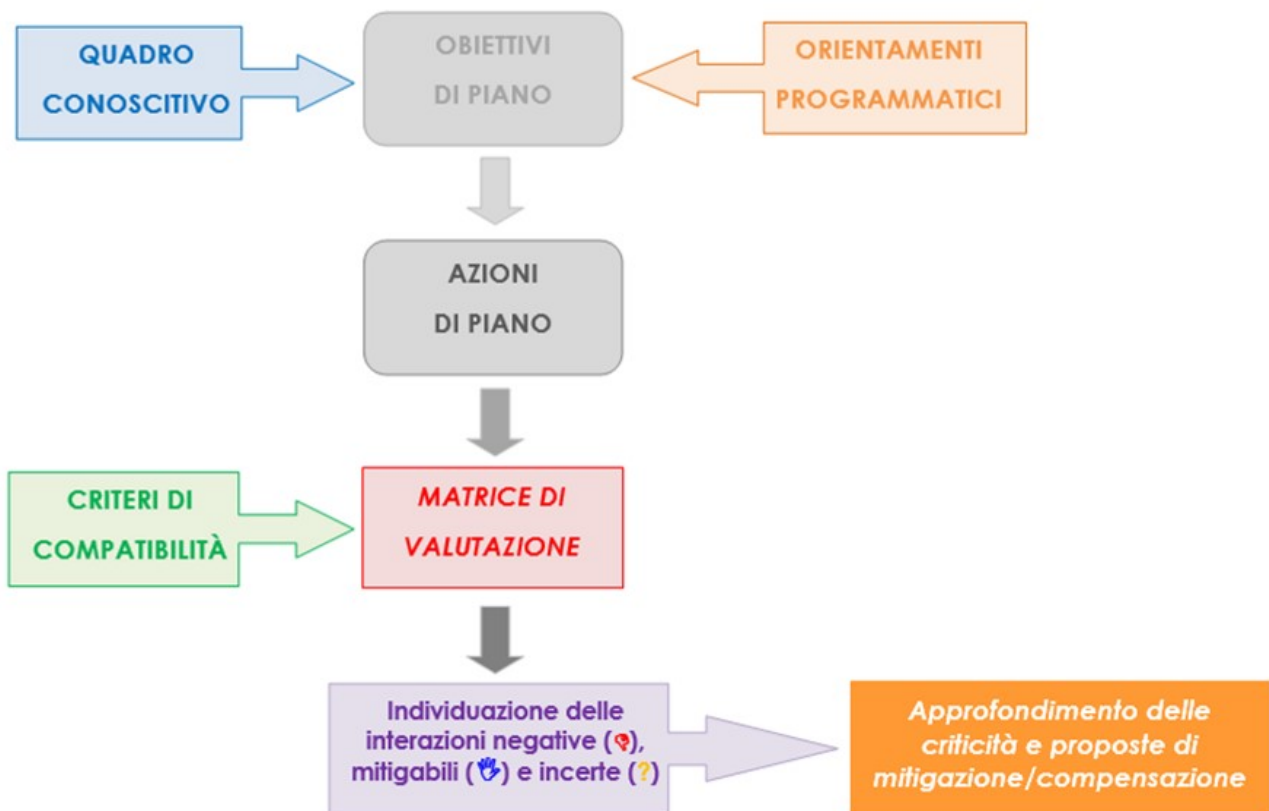 QUADRO
CONOSCITIVO
OBIETTIVI
DI PIANO
ORIENTAMENTI
PROGRAMMATICI
AZIONI
DI PIANO
CRITERI DI
COMPATIBILITÀ
MATRICE DI
VALUTAZIONE
Individuazione delle
interazioni negative (👎),
mitigabili (🖐) e incerte (?)
Approfondimento delle
criticità e proposte di
mitigazione/compensazione